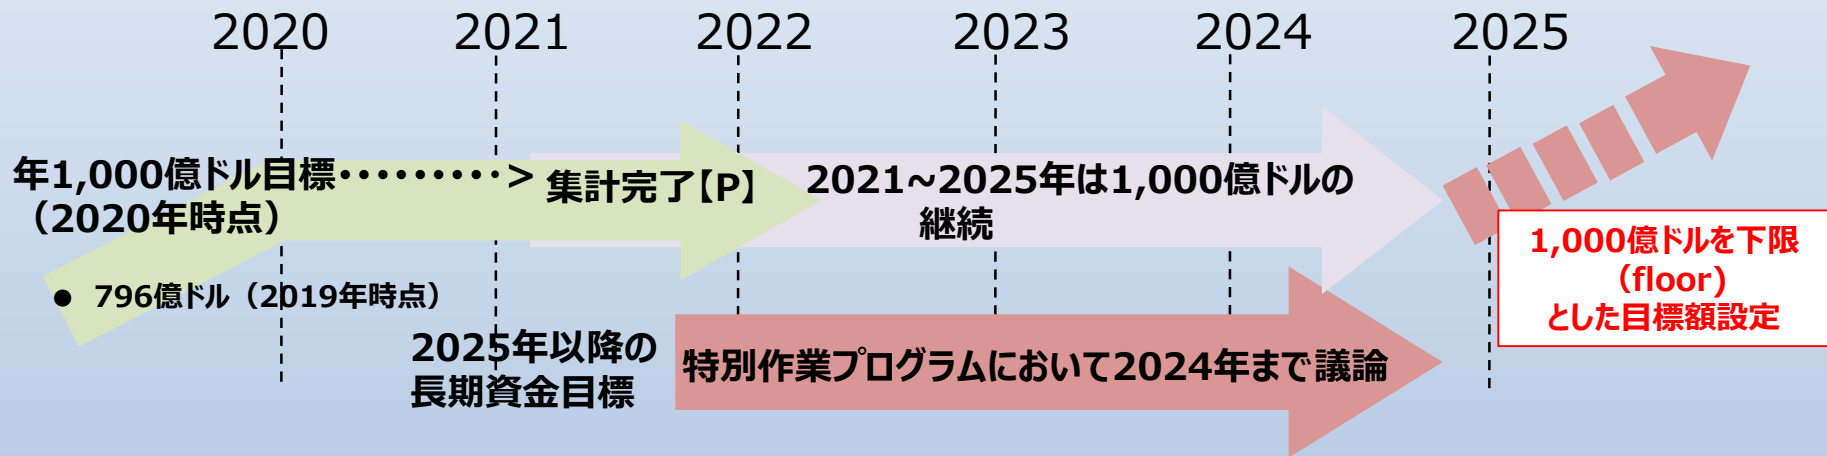 2020 2021 2022 2023 2024 2025
年1,000億ドル目標･････････>
（2020年時点）
集計完了【P】
2021~2025年は1,000億ドルの
継続
● 796億ドル（2019年時点）
2025年以降の
長期資金目標
特別作業プログラムにおいて2024年まで議論
1,000億ドルを下限
（floor)
とした目標額設定